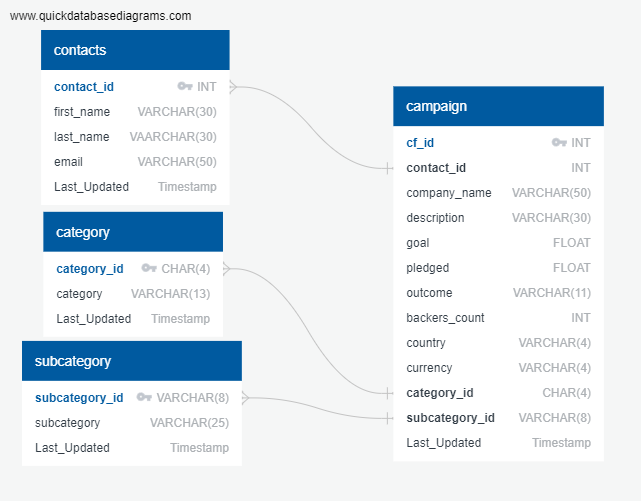 www.quickdatabasediagrams.com
contacts
contact_id INT
first_name VARCHAR(30)
last_name VAARCHAR(30)
email VARCHAR(50)
Last_Updated Timestamp
category
category_id CHAR(4)
category VARCHAR(13)
Last_Updated Timestamp
subcategory
subcategory_id VARCHAR(8)
subcategory VARCHAR(25)
Last_Updated Timestamp
campaign
cf_id INT
contact_id INT
company_name VARCHAR(50)
description VARCHAR(30)
goal FLOAT
pledged FLOAT
outcome VARCHAR(11)
backers_count INT
country VARCHAR(4)
currency VARCHAR(4)
category_id CHAR(4)
subcategory_id VARCHAR(8)
Last_Updated Timestamp